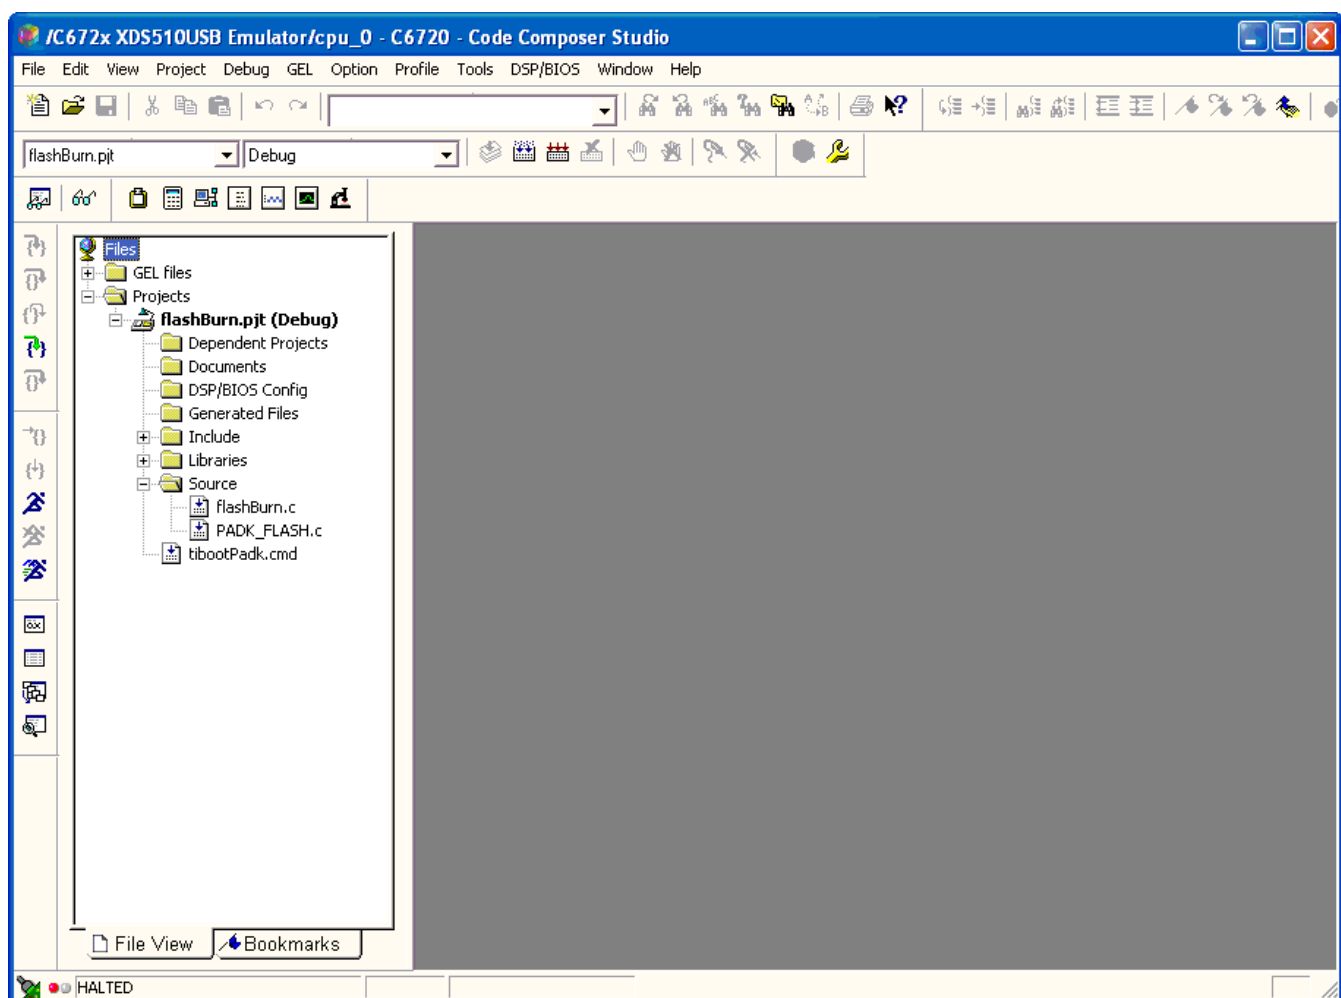 /C672x XDS510USB Emulator/cpu_0 - C6720 - Code Composer Studio
File Edit View Project Debug GEL Option Profile Tools DSP/BIOS Window Help
flashBurn.pjt Debug
Files
GEL files
Projects
flashBurn.pjt (Debug)
Dependent Projects
Documents
DSP/BIOS Config
Generated Files
Include
Libraries
Source
flashBurn.c
PADK_FLASH.c
tibootPadk.cmd
File View Bookmarks
HALTED